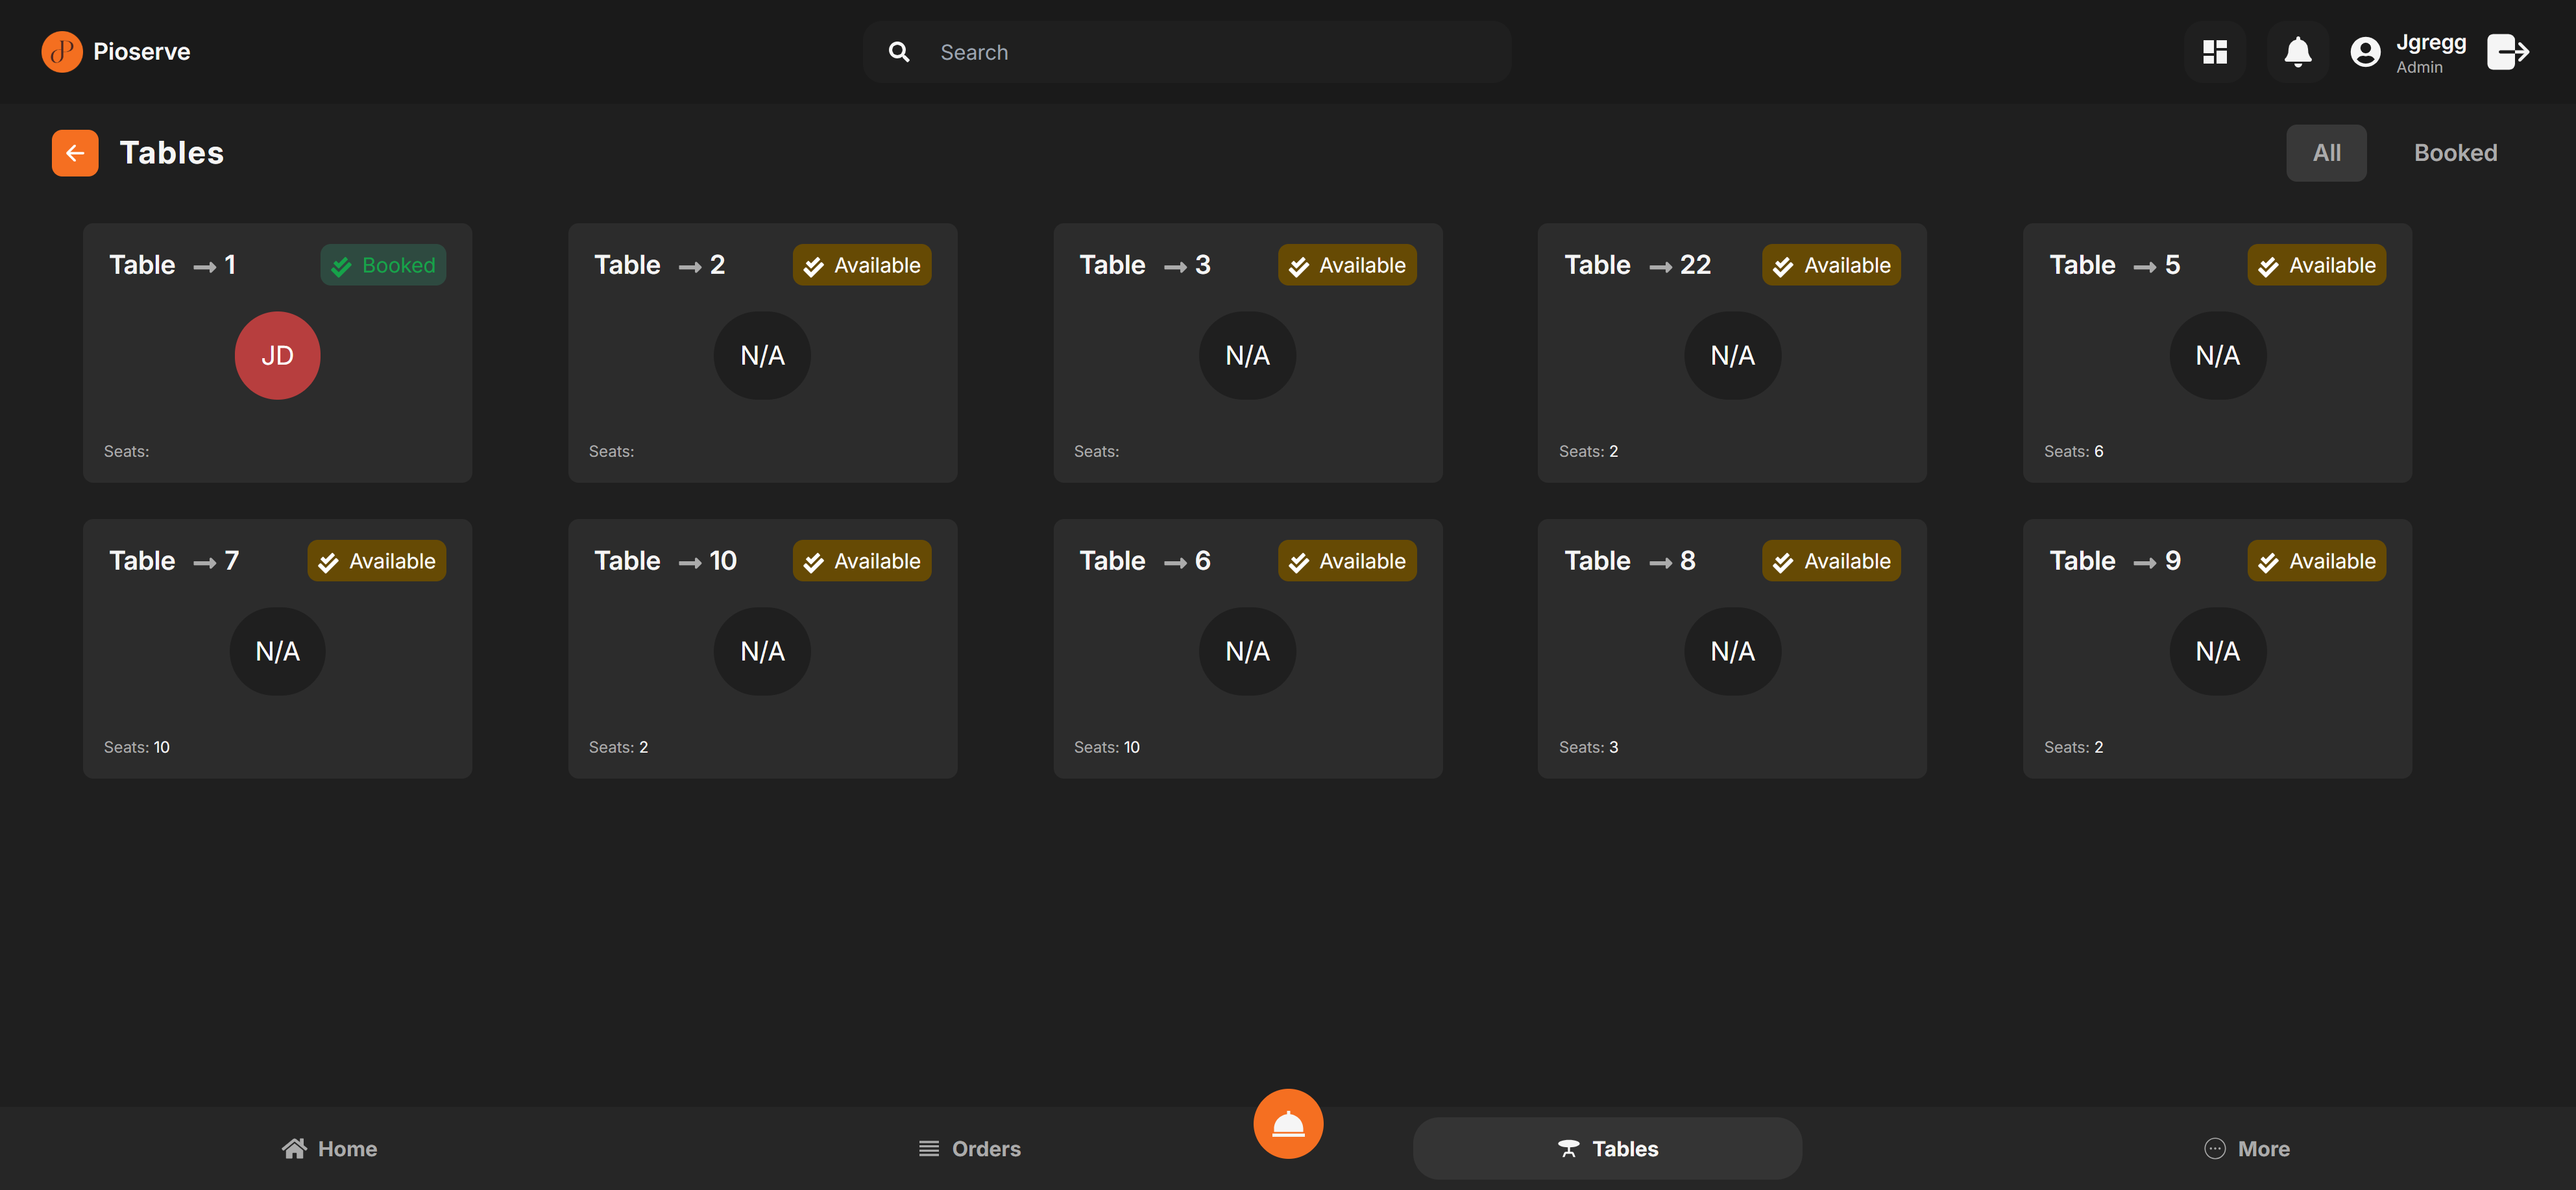 Pioserve
Search
Jgregg
Admin
Tables
All
Booked
Table → 1
Booked
JD
Seats:
Table → 2
Available
N/A
Seats:
Table → 3
Available
N/A
Seats:
Table → 22
Available
N/A
Seats: 2
Table → 5
Available
N/A
Seats: 6
Table → 7
Available
N/A
Seats: 10
Table → 10
Available
N/A
Seats: 2
Table → 6
Available
N/A
Seats: 10
Table → 8
Available
N/A
Seats: 3
Table → 9
Available
N/A
Seats: 2
Home
Orders
Tables
More